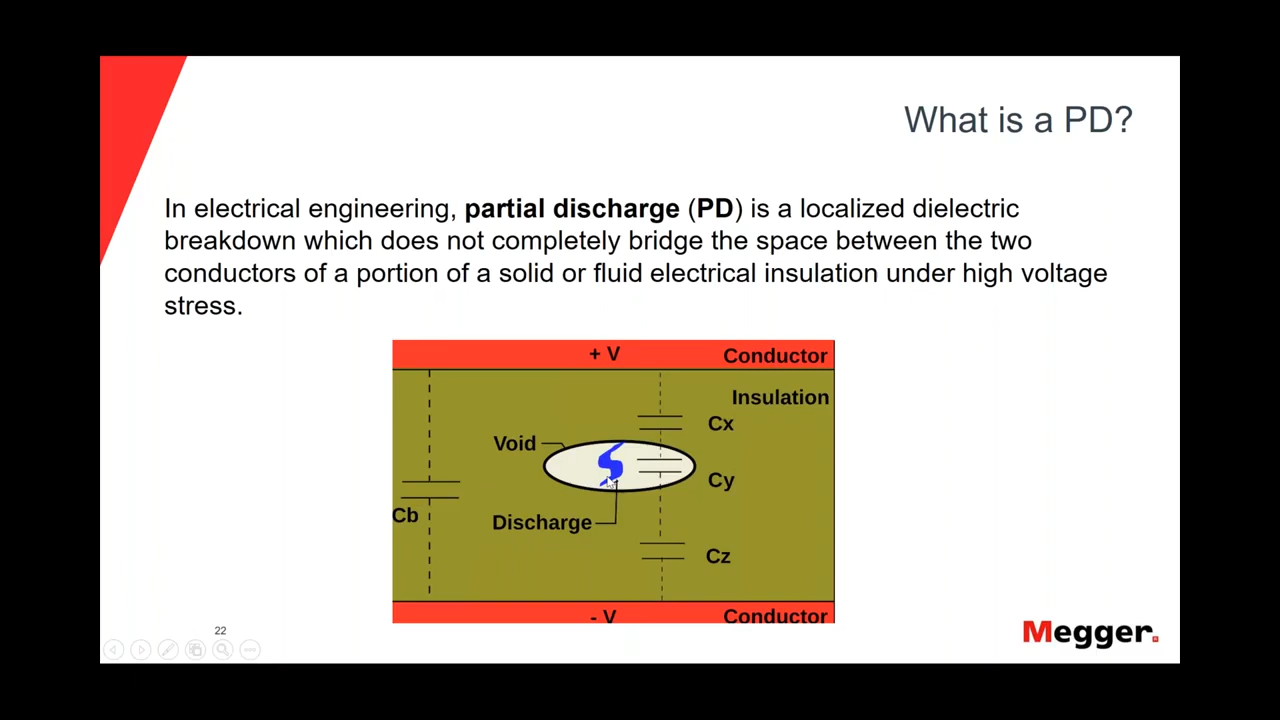 What is a PD?
In electrical engineering, partial discharge (PD) is a localized dielectric
breakdown which does not completely bridge the space between the two
conductors of a portion of a solid or fluid electrical insulation under high voltage
stress.
+ V Conductor
Insulation
Cx
Void
Cy
Cb
Discharge
Cz
- V Conductor
22
Megger.